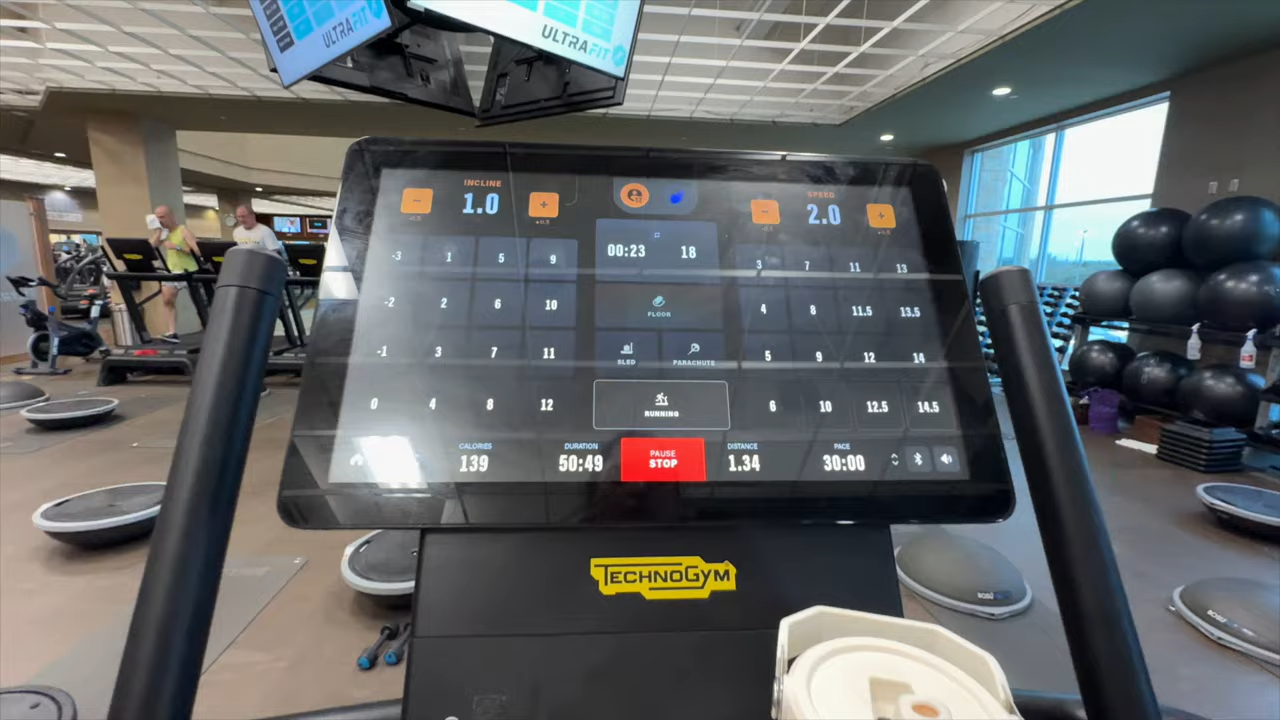 ULTRAFIT
ULTRAFIT
INCLINE
1.0
SPEED
2.0
00:23 18
-3 1 5 9
3 7 11 13
-2 2 6 10
FLOOR
4 8 11.5 13.5
-1 3 7 11
SLED PARACHUTE
5 9 12 14
0 4 8 12
RUNNING
6 10 12.5 14.5
CALORIES
139
DURATION
50:49
PAUSE
STOP
DISTANCE
1.34
PACE
30:00
TECHNOGYM